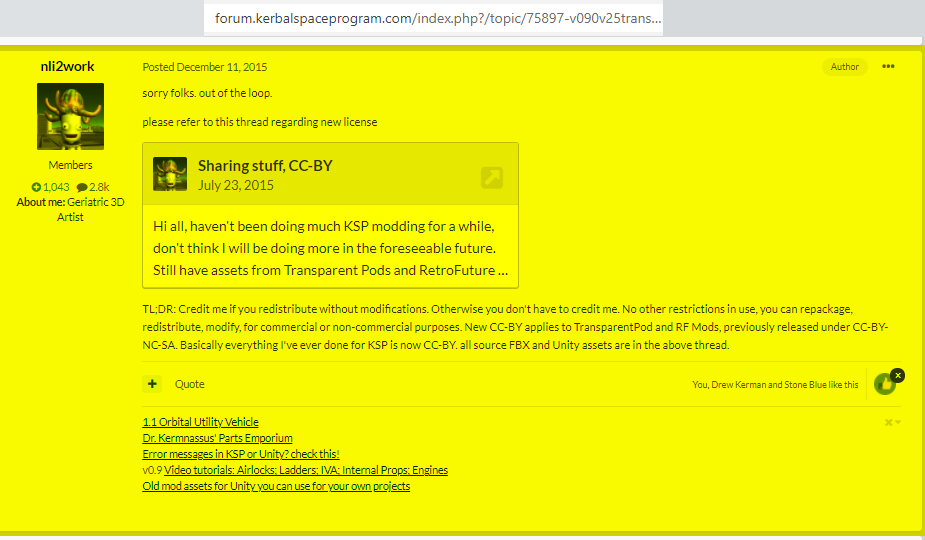 forum.kerbalspaceprogram.com/index.php?/topic/75897-v090v25trans...
nli2work
Posted December 11, 2015
Author
sorry folks. out of the loop.
please refer to this thread regarding new license
Members
1,043 2.8k
About me: Geriatric 3D
Artist
Sharing stuff, CC-BY
July 23, 2015
Hi all, haven't been doing much KSP modding for a while,
don't think I will be doing more in the foreseeable future.
Still have assets from Transparent Pods and RetroFuture ...
TL;DR: Credit me if you redistribute without modifications. Otherwise you don't have to credit me. No other restrictions in use, you can repackage,
redistribute, modify, for commercial or non-commercial purposes. New CC-BY applies to TransparentPod and RF Mods, previously released under CC-BY-
NC-SA. Basically everything I've ever done for KSP is now CC-BY. all source FBX and Unity assets are in the above thread.
+ Quote
You, Drew Kerman and Stone Blue like this
1.1 Orbital Utility Vehicle
Dr. Kermnassus' Parts Emporium
Error messages in KSP or Unity? check this!
v0.9 Video tutorials: Airlocks; Ladders; IVA; Internal Props; Engines
Old mod assets for Unity you can use for your own projects